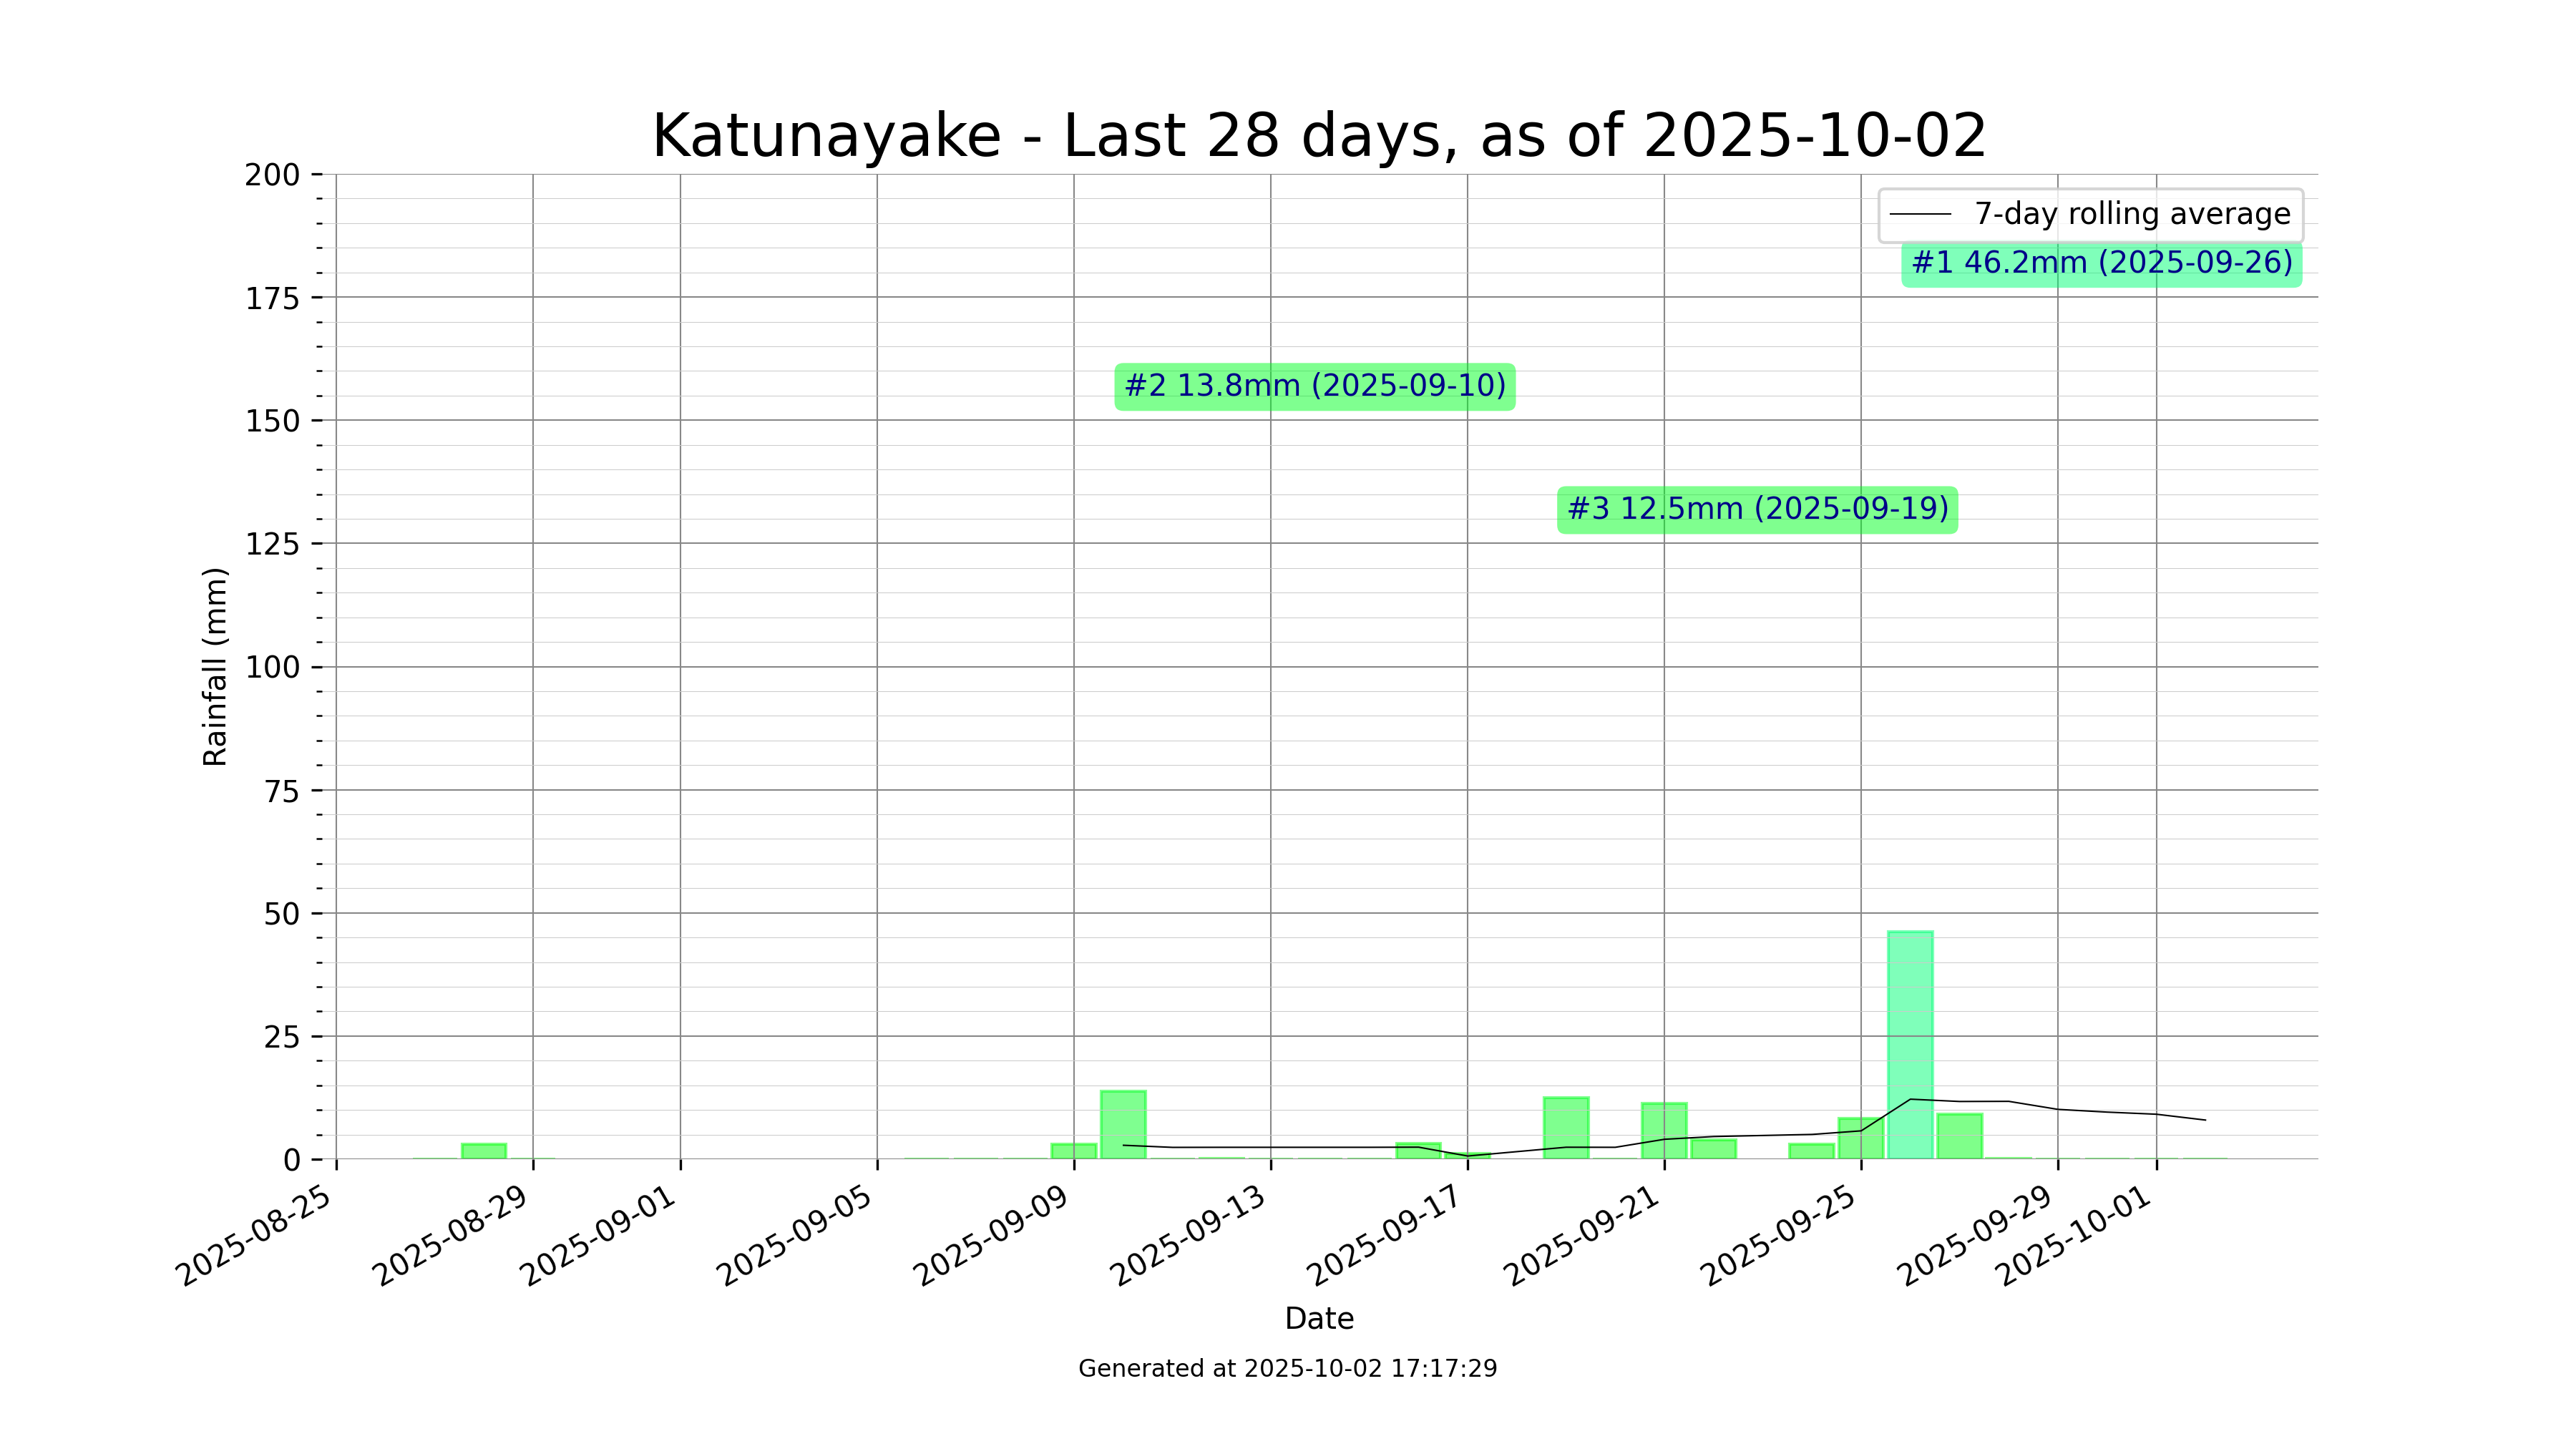 Katunayake - Last 28 days, as of 2025-10-02
200
175
150
125
100
75
50
25
0
Rainfall (mm)
7-day rolling average
#1 46.2mm (2025-09-26)
#2 13.8mm (2025-09-10)
#3 12.5mm (2025-09-19)
2025-08-25
2025-08-29
2025-09-01
2025-09-05
2025-09-09
2025-09-13
2025-09-17
2025-09-21
2025-09-25
2025-09-29
2025-10-01
Date
Generated at 2025-10-02 17:17:29